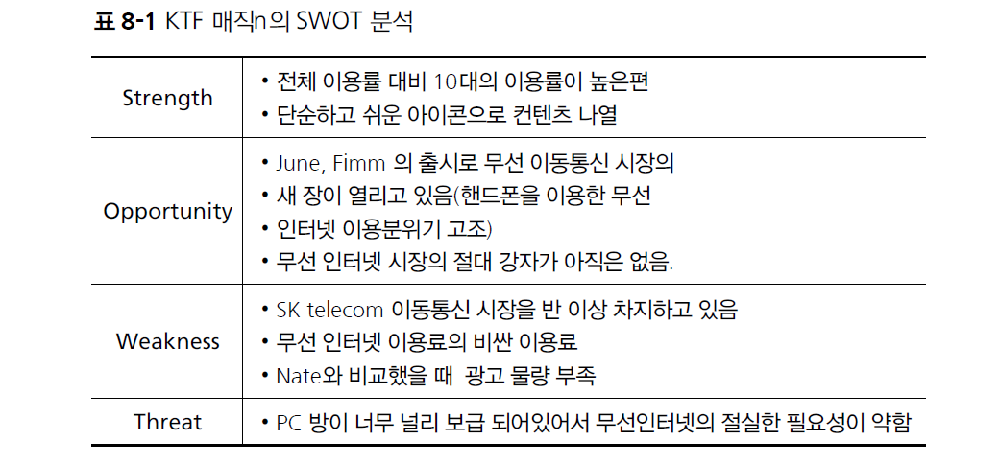 표 8-1 KTF 매직n의 SWOT 분석
Strength
• 전체 이용률 대비 10대의 이용률이 높은편
• 단순하고 쉬운 아이콘으로 컨텐츠 나열
Opportunity
• June, Fimm 의 출시로 무선 이동통신 시장의
• 새 장이 열리고 있음(핸드폰을 이용한 무선
• 인터넷 이용분위기 고조)
• 무선 인터넷 시장의 절대 강자가 아직은 없음.
Weakness
• SK telecom 이동통신 시장을 반 이상 차지하고 있음
• 무선 인터넷 이용료의 비싼 이용료
• Nate와 비교했을 때 광고 물량 부족
Threat
• PC 방이 너무 널리 보급 되어있어서 무선인터넷의 절실한 필요성이 약함